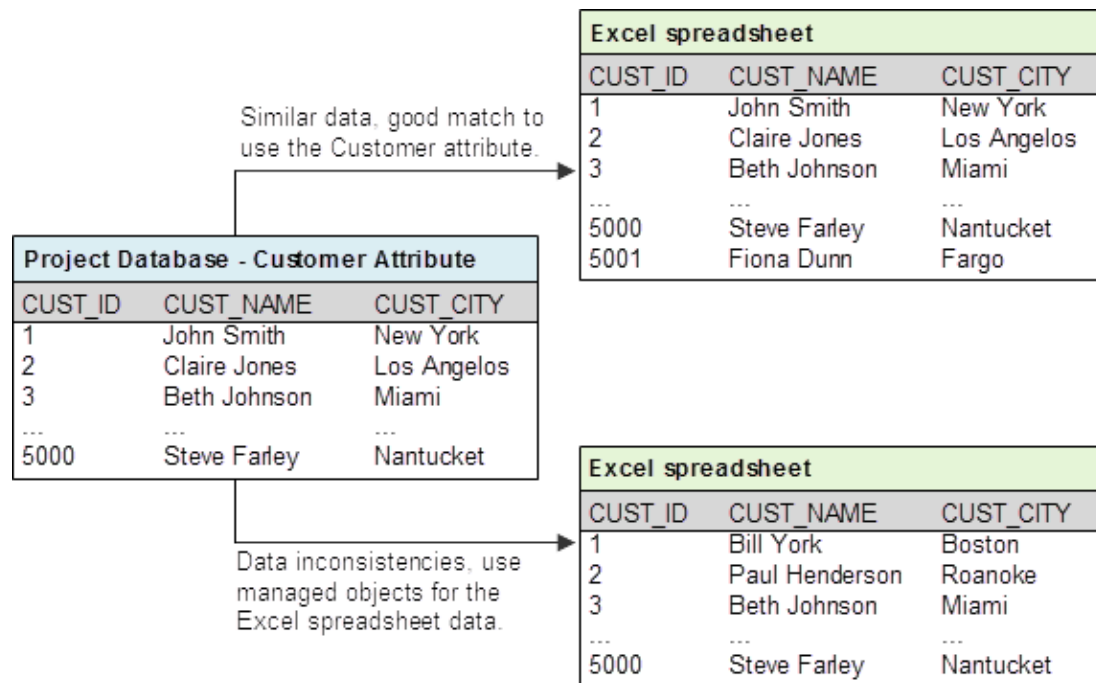 Excel spreadsheet
CUST_ID CUST_NAME CUST_CITY
1 John Smith New York
2 Claire Jones Los Angelos
3 Beth Johnson Miami
... ... ...
5000 Steve Farley Nantucket
5001 Fiona Dunn Fargo
Similar data, good match to
use the Customer attribute.
Project Database - Customer Attribute
CUST_ID CUST_NAME CUST_CITY
1 John Smith New York
2 Claire Jones Los Angelos
3 Beth Johnson Miami
... ... ...
5000 Steve Farley Nantucket
Data inconsistencies, use
managed objects for the
Excel spreadsheet data.
Excel spreadsheet
CUST_ID CUST_NAME CUST_CITY
1 Bill York Boston
2 Paul Henderson Roanoke
3 Beth Johnson Miami
... ... ...
5000 Steve Farley Nantucket